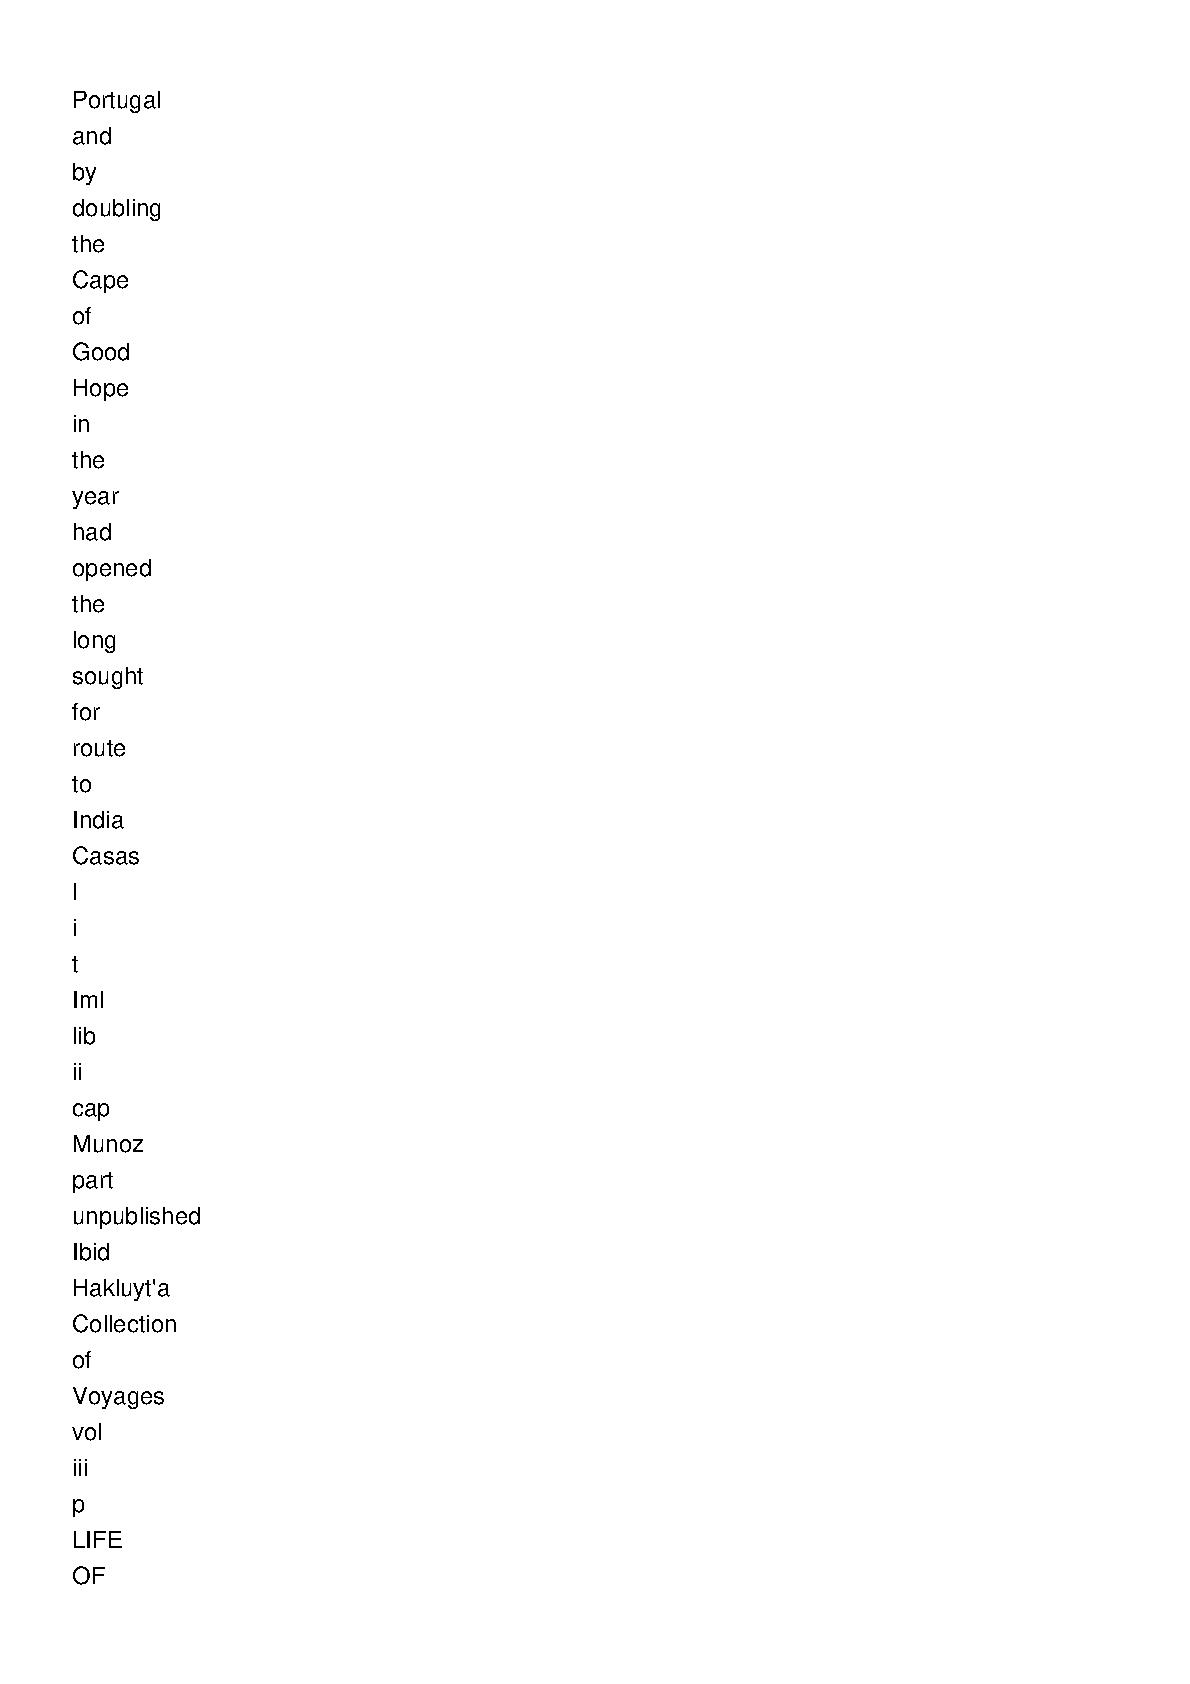 Portugal
and
by
doubling
the
Cape
of
Good
Hope
in
the
year
had
opened
the
long
sought
for
route
to
India
Casas
I
i
t
Iml
lib
ii
cap
Munoz
part
unpublished
Ibid
Hakluyt'a
Collection
of
Voyages
vol
iii
p
LIFE
OF